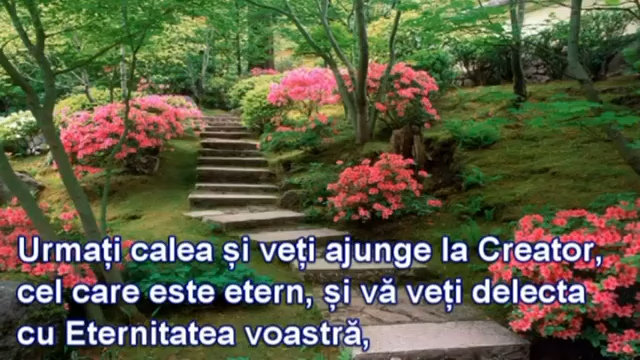 Urmați calea și veți ajunge la Creator,
cel care este etern, și vă veți delecta
cu Eternitatea voastră,